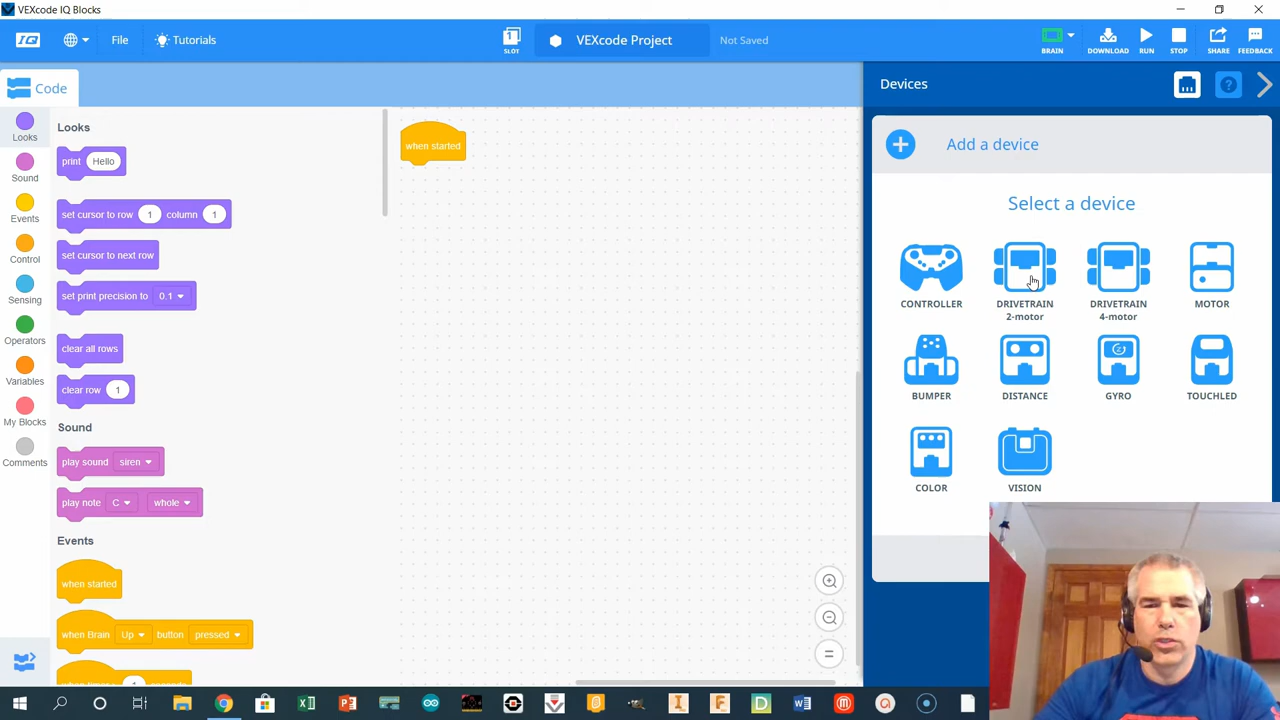 VEXcode IQ Blocks
IQ
File
Tutorials
1
SLOT
VEXcode Project
Not Saved
BRAIN
DOWNLOAD
RUN
STOP
SHARE
FEEDBACK
Code
Looks
Sound
Events
Control
Sensing
Operators
Variables
My Blocks
Comments
Looks
print Hello
set cursor to row 1 column 1
set cursor to next row
set print precision to 0.1
clear all rows
clear row 1
Sound
play sound siren
play note C whole
Events
when started
when Brain Up button pressed
when started
Devices
?
Add a device
Select a device
CONTROLLER
DRIVETRAIN
2-motor
DRIVETRAIN
4-motor
MOTOR
BUMPER
DISTANCE
GYRO
TOUCHLED
COLOR
VISION